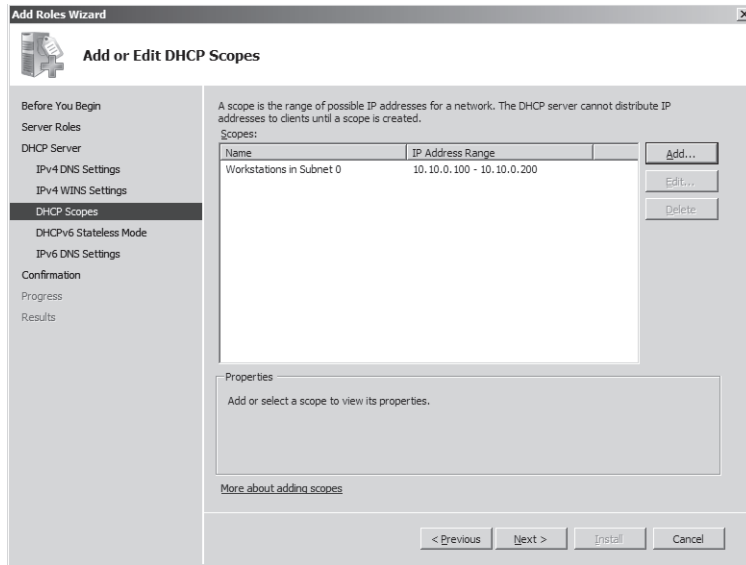 Add Roles Wizard
Add or Edit DHCP Scopes
Before You Begin
Server Roles
DHCP Server
IPv4 DNS Settings
IPv4 WINS Settings
DHCP Scopes
DHCPv6 Stateless Mode
IPv6 DNS Settings
Confirmation
Progress
Results
A scope is the range of possible IP addresses for a network. The DHCP server cannot distribute IP
addresses to clients until a scope is created.
Scopes:
Name IP Address Range
Workstations in Subnet 0 10.10.0.100 - 10.10.0.200
Add...
Edit...
Delete
Properties
Add or select a scope to view its properties.
More about adding scopes
< Previous Next > Install Cancel